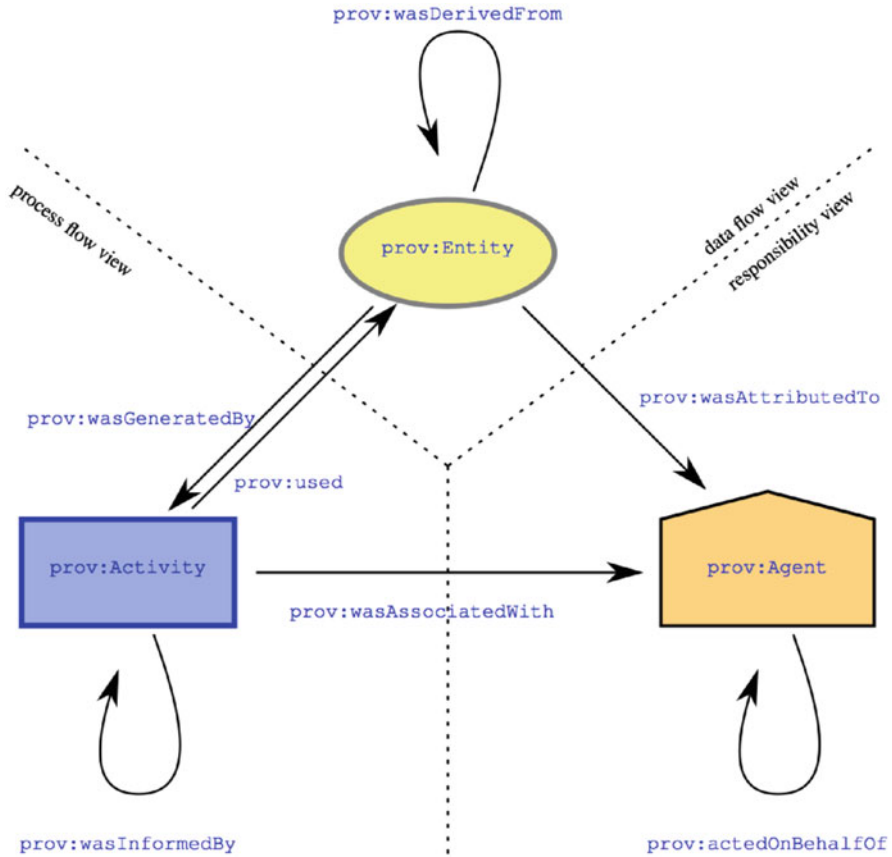 prov:wasDerivedFrom
process flow view
data flow view
responsibility view
prov:Entity
prov:wasGeneratedBy
prov:wasAttributedTo
prov:used
prov:Activity
prov:Agent
prov:wasAssociatedWith
prov:wasInformedBy
prov:actedOnBehalfOf